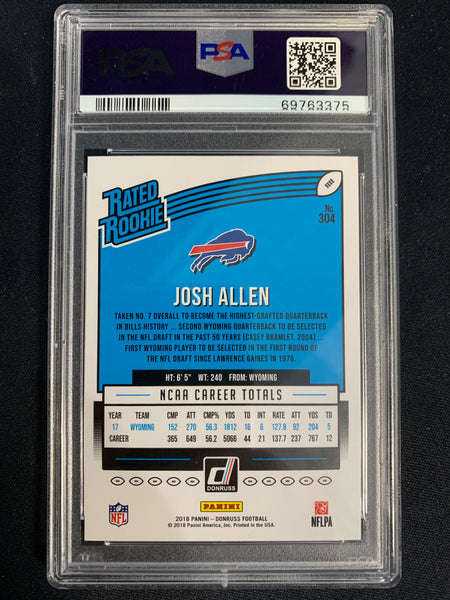 PSA
PSA
69763375
RATED
ROOKIE
No.
304
JOSH ALLEN
TAKEN NO. 7 OVERALL TO BECOME THE HIGHEST-DRAFTED QUARTERBACK
IN BILLS HISTORY ... SECOND WYOMING QUARTERBACK TO BE SELECTED
IN THE NFL DRAFT IN THE PAST 50 YEARS (CASEY BRAMLET, 2004) ...
FIRST WYOMING PLAYER TO BE SELECTED IN THE FIRST ROUND OF
THE NFL DRAFT SINCE LAWRENCE GAINES IN 1976.
HT: 6' 5" WT: 240 FROM: WYOMING
NCAA CAREER TOTALS
YEAR TEAM CMP ATT CMP% YDS TD INT RTG ATT YDS TD
17 WYOMING 152 270 56.3 1812 16 6 127.8 92 204 5
CAREER 365 649 56.2 5066 44 21 137.7 237 767 12
DONRUSS
NFL
PANINI
NFLPA
2018 PANINI – DONRUSS FOOTBALL
© 2018 Panini America, Inc. Printed in the USA.